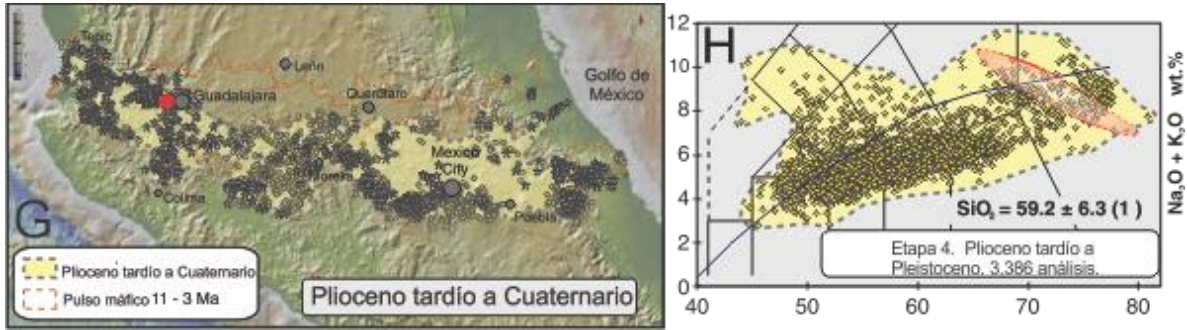 Tepic
León
Golfo de
México
Guadalajara
Querétaro
Mexico
City
Colima
Puebla
G
Plioceno tardío a Cuaternario
Pulso máfico 11 - 3 Ma
Plioceno tardío a Cuaternario
12
10
8
6
4
2
0
H
SiO₂ = 59.2 ± 6.3 (1 )
Etapa 4. Plioceno tardío a
Pleistoceno. 3.386 análisis.
40
50
60
70
80
Na₂O + K₂O wt.%